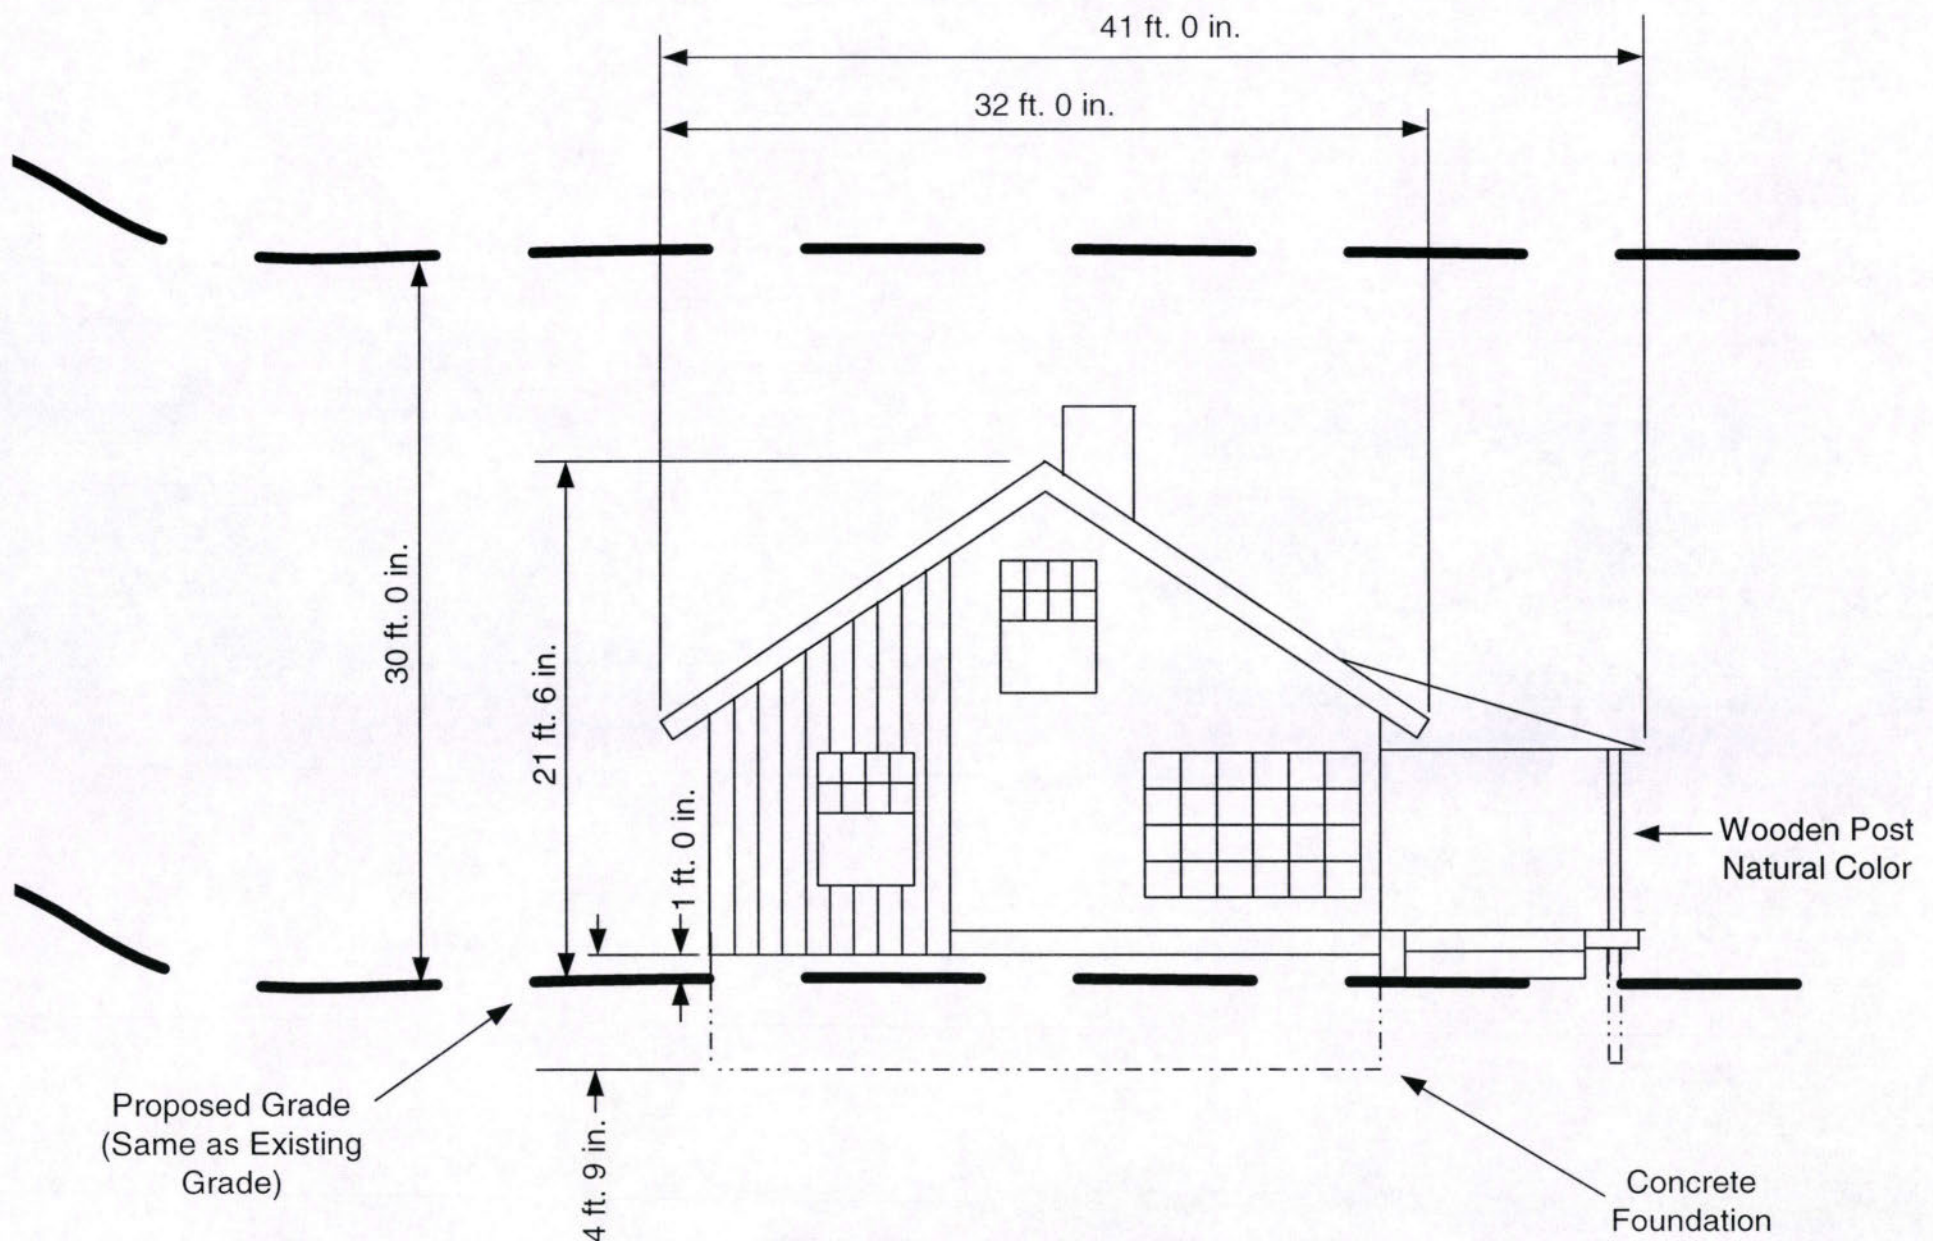 41 ft. 0 in.
32 ft. 0 in.
30 ft. 0 in.
21 ft. 6 in.
1 ft. 0 in.
Wooden Post
Natural Color
Proposed Grade
(Same as Existing
Grade)
4 ft. 9 in.
Concrete
Foundation